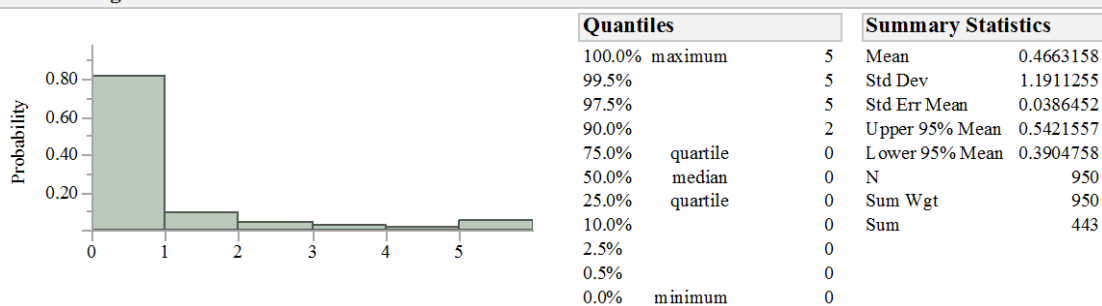 Probability
0.80
0.60
0.40
0.20
0 1 2 3 4 5
Quantiles
100.0% maximum 5
99.5% 5
97.5% 5
90.0% 2
75.0% quartile 0
50.0% median 0
25.0% quartile 0
10.0% 0
2.5% 0
0.5% 0
0.0% minimum 0
Summary Statistics
Mean 0.4663158
Std Dev 1.1911255
Std Err Mean 0.0386452
Upper 95% Mean 0.5421557
Lower 95% Mean 0.3904758
N 950
Sum Wgt 950
Sum 443